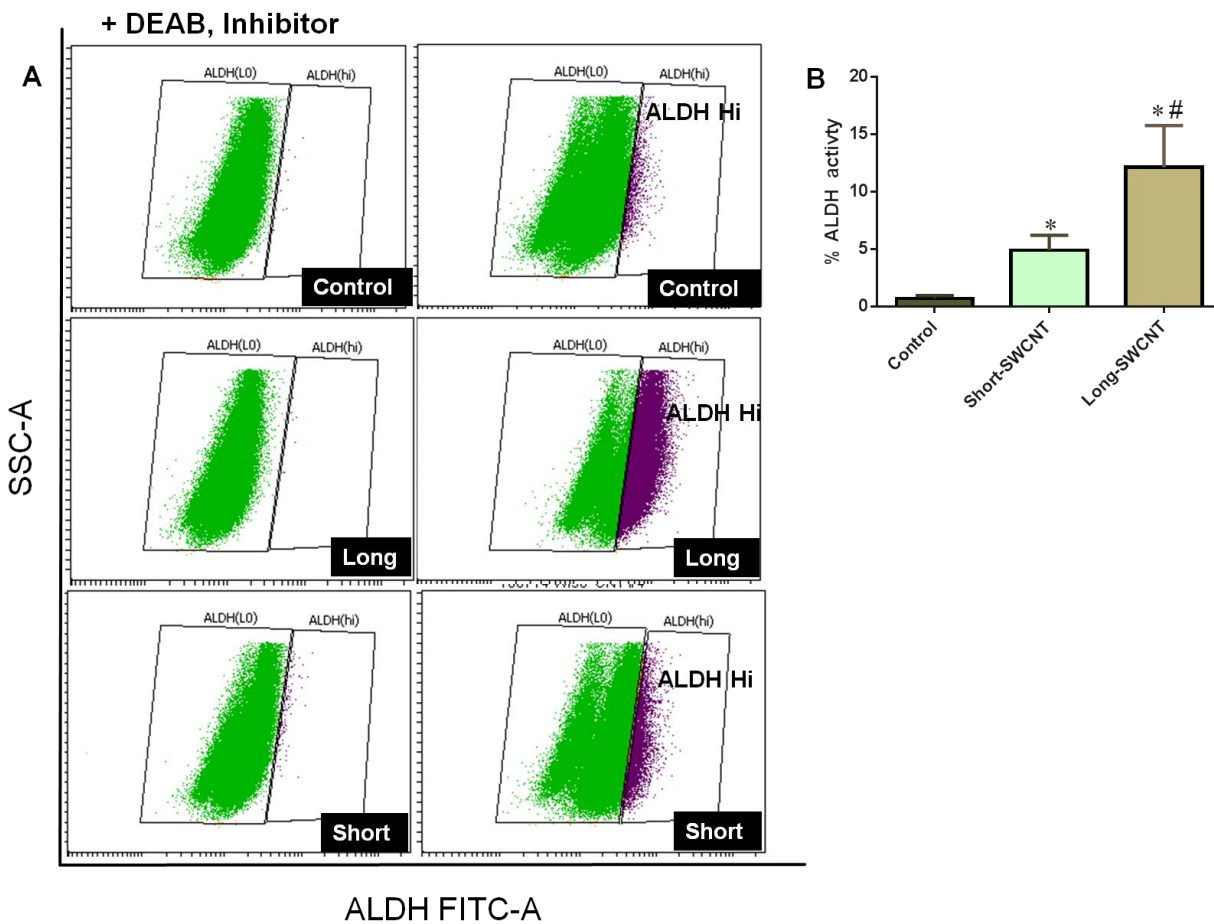 + DEAB, Inhibitor
A
ALDH(L0)
ALDH(hi)
Control
ALDH(L0)
ALDH(hi)
ALDH Hi
Control
ALDH(L0)
ALDH(hi)
Long
ALDH(L0)
ALDH(hi)
ALDH Hi
Long
ALDH(L0)
ALDH(hi)
Short
ALDH(L0)
ALDH(hi)
ALDH Hi
Short
SSC-A
ALDH FITC-A
B
% ALDH activty
20
15
10
5
0
*
* #
Control
Short-SWCNT
Long-SWCNT